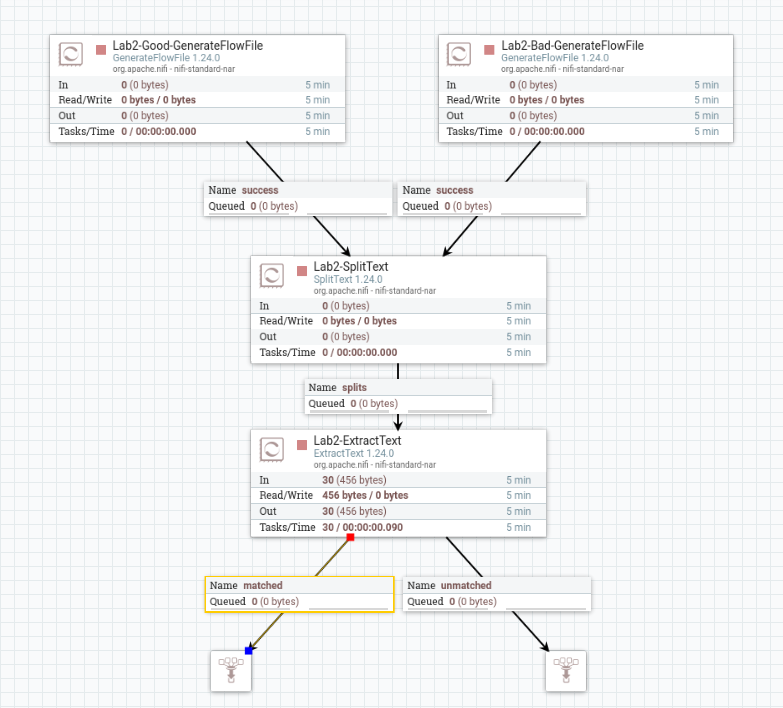 Lab2-Good-GenerateFlowFile
GenerateFlowFile 1.24.0
org.apache.nifi - nifi-standard-nar
In 0 (0 bytes) 5 min
Read/Write 0 bytes / 0 bytes 5 min
Out 0 (0 bytes) 5 min
Tasks/Time 0 / 00:00:00.000 5 min
Lab2-Bad-GenerateFlowFile
GenerateFlowFile 1.24.0
org.apache.nifi - nifi-standard-nar
In 0 (0 bytes) 5 min
Read/Write 0 bytes / 0 bytes 5 min
Out 0 (0 bytes) 5 min
Tasks/Time 0 / 00:00:00.000 5 min
Name success
Queued 0 (0 bytes)
Name success
Queued 0 (0 bytes)
Lab2-SplitText
SplitText 1.24.0
org.apache.nifi - nifi-standard-nar
In 0 (0 bytes) 5 min
Read/Write 0 bytes / 0 bytes 5 min
Out 0 (0 bytes) 5 min
Tasks/Time 0 / 00:00:00.000 5 min
Name splits
Queued 0 (0 bytes)
Lab2-ExtractText
ExtractText 1.24.0
org.apache.nifi - nifi-standard-nar
In 30 (456 bytes) 5 min
Read/Write 456 bytes / 0 bytes 5 min
Out 30 (456 bytes) 5 min
Tasks/Time 30 / 00:00:00.090 5 min
Name matched
Queued 0 (0 bytes)
Name unmatched
Queued 0 (0 bytes)